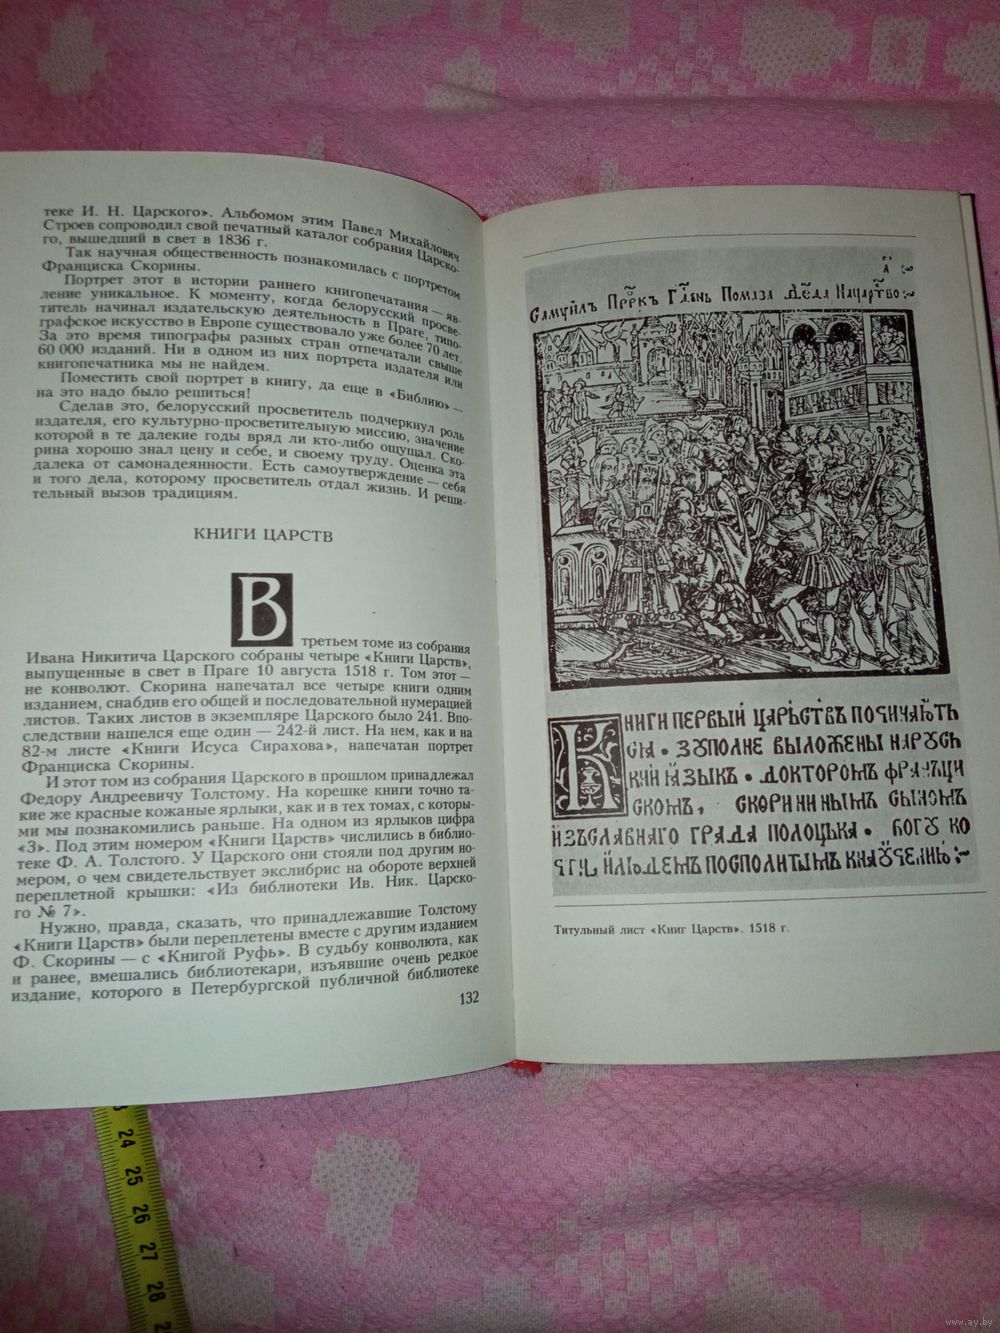 теке И. Н. Царского». Альбомом этим Павел Михайлович
Строев сопроводил свой печатный каталог собрания Царско-
го, вышедший в свет в 1836 г.
Так научная общественность познакомилась с портретом
Франциска Скорины.
Портрет этот в истории раннего книгопечатания — яв-
ление уникальное. К моменту, когда белорусский просве-
титель начинал издательскую деятельность в Праге, типо-
графское искусство в Европе существовало уже более 70 лет.
За это время типографы разных стран отпечатали свыше
60 000 изданий. Ни в одном из них портрета издателя или
книгопечатника мы не найдем.
Поместить свой портрет в книгу, да еще в «Библию» —
на это надо было решиться!
Сделав это, белорусский просветитель подчеркнул роль
издателя, его культурно-просветительную миссию, значение
которой в те далекие годы вряд ли кто-либо ощущал. Ско-
рина хорошо знал цену и себе, и своему труду. Оценка эта
далека от самонадеянности. Есть самоутверждение — себя
и того дела, которому просветитель отдал жизнь. И реши-
тельный вызов традициям.
КНИГИ ЦАРСТВ
В третьем томе из собрания
Ивана Никитича Царского собраны четыре «Книги Царств»,
выпущенные в свет в Праге 10 августа 1518 г. Том этот —
не конволют. Скорина напечатал все четыре книги одним
изданием, снабдив его общей и последовательной нумерацией
листов. Таких листов в экземпляре Царского было 241. Впо-
следствии нашелся еще один — 242-й лист. На нем, как и на
82-м листе «Книги Исуса Сирахова», напечатан портрет
Франциска Скорины.
И этот том из собрания Царского в прошлом принадлежал
Федору Андреевичу Толстому. На корешке книги точно та-
кие же красные кожаные ярлыки, как и в тех томах, с которы-
ми мы познакомились раньше. На одном из ярлыков цифра
«3». Под этим номером «Книги Царств» числились в библио-
теке Ф. А. Толстого. У Царского они стояли под другим но-
мером, о чем свидетельствует экслибрис на обороте верхней
переплетной крышки: «Из библиотеки Ив. Ник. Царско-
го № 7».
Нужно, правда, сказать, что принадлежавшие Толстому
«Книги Царств» были переплетены вместе с другим изданием
Ф. Скорины — с «Книгой Руфь». В судьбу конволюта, как
и ранее, вмешались библиотекари, изъявшие очень редкое
издание, которого в Петербургской публичной библиотеке
132
Самуилъ Помаза Дѣда Нацарство
Книги первыи царьствъ починають
ся · зуполне выложены наруcь
кии языкъ · докторомъ францы
скомъ, скорининымъ сыномъ
изъславнаго града полоцька · богу ко
чти, илюдемъ посполитымъ кнаучению
Титульный лист «Книг Царств». 1518 г.
24
25
26
27
28
www.ay.by